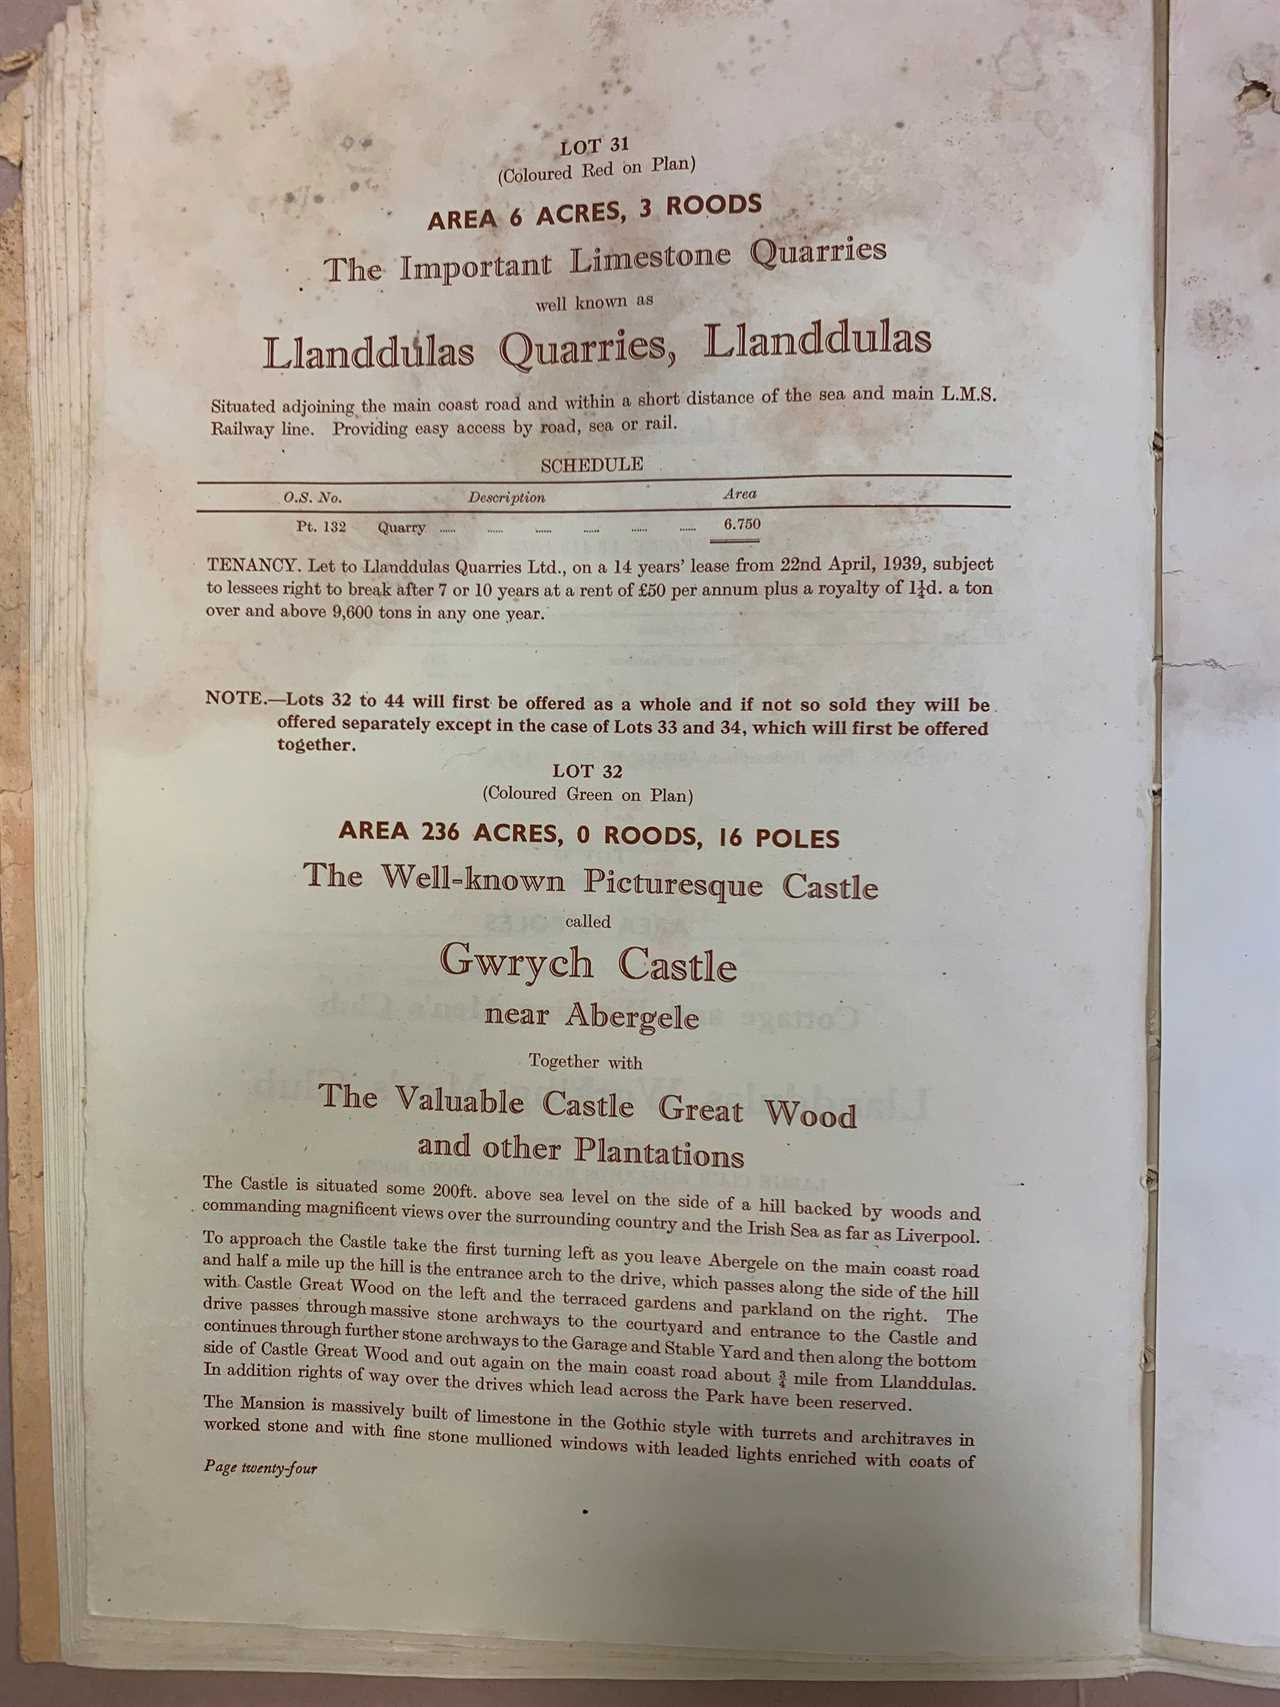 LOT 31
(Coloured Red on Plan)
AREA 6 ACRES, 3 ROODS
The Important Limestone Quarries
well known as
Llanddulas Quarries, Llanddulas
Situated adjoining the main coast road and within a short distance of the sea and main L.M.S.
Railway line. Providing easy access by road, sea or rail.
SCHEDULE
O.S. No. Description Area
Pt. 132 Quarry ...... ...... ...... ...... ...... ...... 6.750
TENANCY. Let to Llanddulas Quarries Ltd., on a 14 years' lease from 22nd April, 1939, subject
to lessees right to break after 7 or 10 years at a rent of £50 per annum plus a royalty of 1¼d. a ton
over and above 9,600 tons in any one year.
NOTE.—Lots 32 to 44 will first be offered as a whole and if not so sold they will be
offered separately except in the case of Lots 33 and 34, which will first be offered
together.
LOT 32
(Coloured Green on Plan)
AREA 236 ACRES, 0 ROODS, 16 POLES
The Well-known Picturesque Castle
called
Gwrych Castle
near Abergele
Together with
The Valuable Castle Great Wood
and other Plantations
The Castle is situated some 200ft. above sea level on the side of a hill backed by woods and
commanding magnificent views over the surrounding country and the Irish Sea as far as Liverpool.
To approach the Castle take the first turning left as you leave Abergele on the main coast road
and half a mile up the hill is the entrance arch to the drive, which passes along the side of the hill
with Castle Great Wood on the left and the terraced gardens and parkland on the right. The
drive passes through massive stone archways to the courtyard and entrance to the Castle and
continues through further stone archways to the Garage and Stable Yard and then along the bottom
side of Castle Great Wood and out again on the main coast road about ¾ mile from Llanddulas.
In addition rights of way over the drives which lead across the Park have been reserved.
The Mansion is massively built of limestone in the Gothic style with turrets and architraves in
worked stone and with fine stone mullioned windows with leaded lights enriched with coats of
Page twenty-four